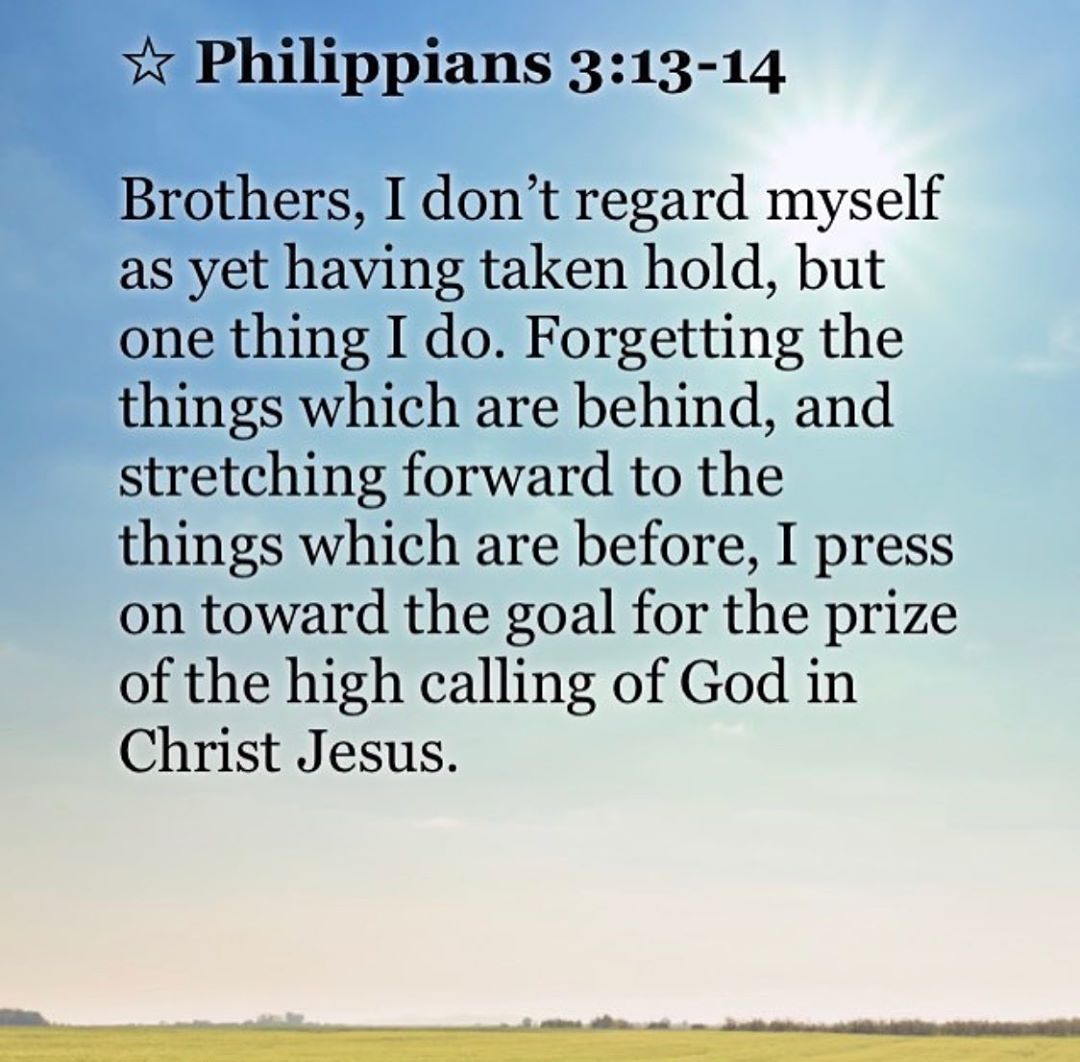 ☆ Philippians 3:13-14
Brothers, I don’t regard myself
as yet having taken hold, but
one thing I do. Forgetting the
things which are behind, and
stretching forward to the
things which are before, I press
on toward the goal for the prize
of the high calling of God in
Christ Jesus.